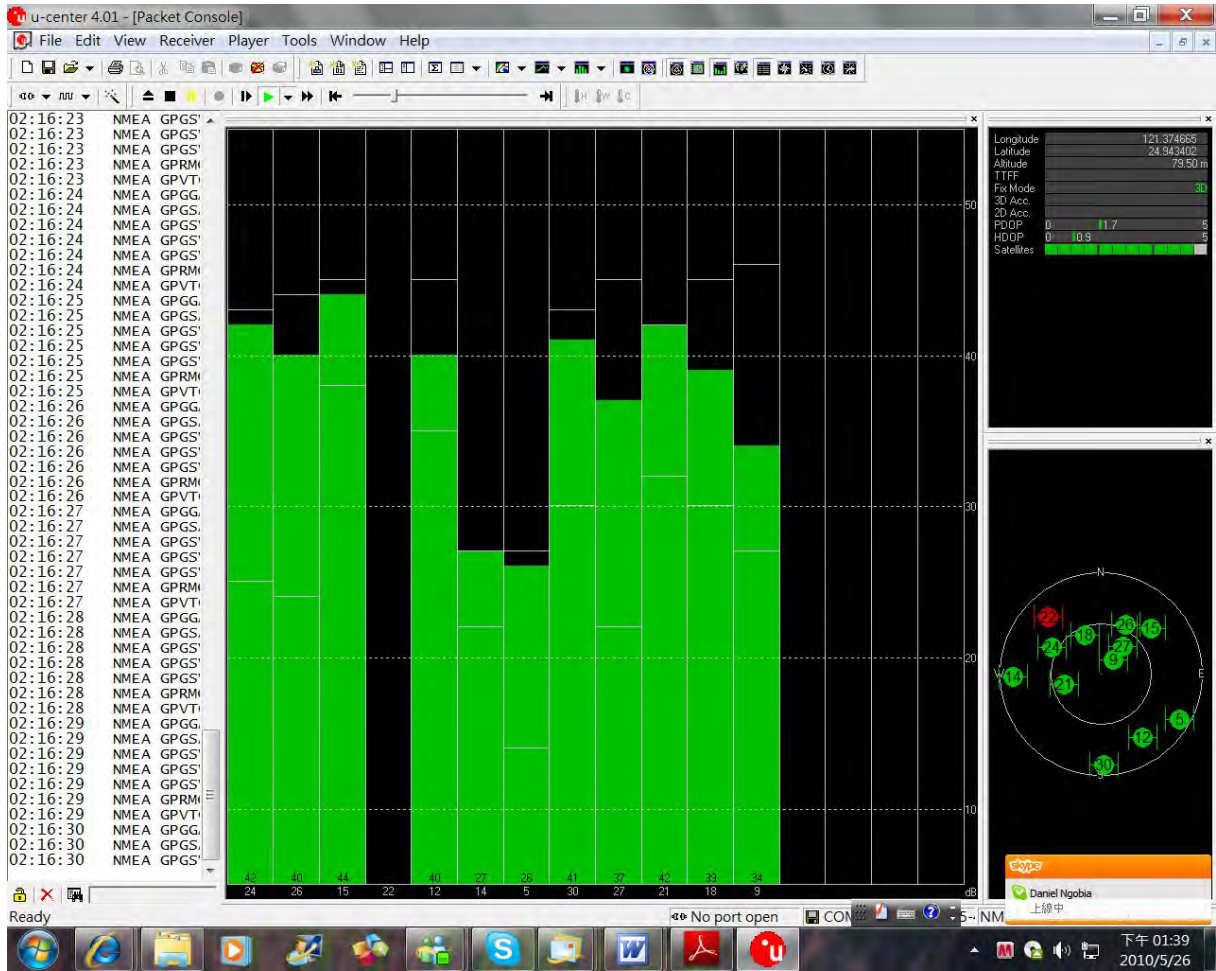 u-center 4.01 - [Packet Console]
File Edit View Receiver Player Tools Window Help
02:16:23 NMEA GPGS
02:16:23 NMEA GPGS
02:16:23 NMEA GPGS
02:16:23 NMEA GPRM
02:16:23 NMEA GPVT
02:16:24 NMEA GPGG
02:16:24 NMEA GPGS
02:16:24 NMEA GPGS
02:16:24 NMEA GPGS
02:16:24 NMEA GPGS
02:16:24 NMEA GPRM
02:16:24 NMEA GPVT
02:16:25 NMEA GPGG
02:16:25 NMEA GPGS
02:16:25 NMEA GPGS
02:16:25 NMEA GPGS
02:16:25 NMEA GPGS
02:16:25 NMEA GPRM
02:16:25 NMEA GPVT
02:16:26 NMEA GPGG
02:16:26 NMEA GPGS
02:16:26 NMEA GPGS
02:16:26 NMEA GPGS
02:16:26 NMEA GPGS
02:16:26 NMEA GPRM
02:16:26 NMEA GPVT
02:16:27 NMEA GPGG
02:16:27 NMEA GPGS
02:16:27 NMEA GPGS
02:16:27 NMEA GPGS
02:16:27 NMEA GPGS
02:16:27 NMEA GPRM
02:16:27 NMEA GPVT
02:16:28 NMEA GPGG
02:16:28 NMEA GPGS
02:16:28 NMEA GPGS
02:16:28 NMEA GPGS
02:16:28 NMEA GPGS
02:16:28 NMEA GPRM
02:16:28 NMEA GPVT
02:16:29 NMEA GPGG
02:16:29 NMEA GPGS
02:16:29 NMEA GPGS
02:16:29 NMEA GPGS
02:16:29 NMEA GPGS
02:16:29 NMEA GPRM
02:16:29 NMEA GPVT
02:16:30 NMEA GPGG
02:16:30 NMEA GPGS
02:16:30 NMEA GPGS
50
40
30
20
10
42 40 44 40 27 26 41 37 42 39 34
24 26 15 22 12 14 5 30 27 21 18 9 dB
Longitude 121.374665
Latitude 24.943402
Altitude 79.50 m
TTFF
Fix Mode 3D
3D Acc.
2D Acc.
PDOP 0 1.7 5
HDOP 0 0.9 5
Satellites
N
22 26 15
18
24 27
9
W 14 21 E
5
12
30
S
skype
Daniel Ngobia
上線中
Ready No port open COM 5- NM
下午 01:39
2010/5/26